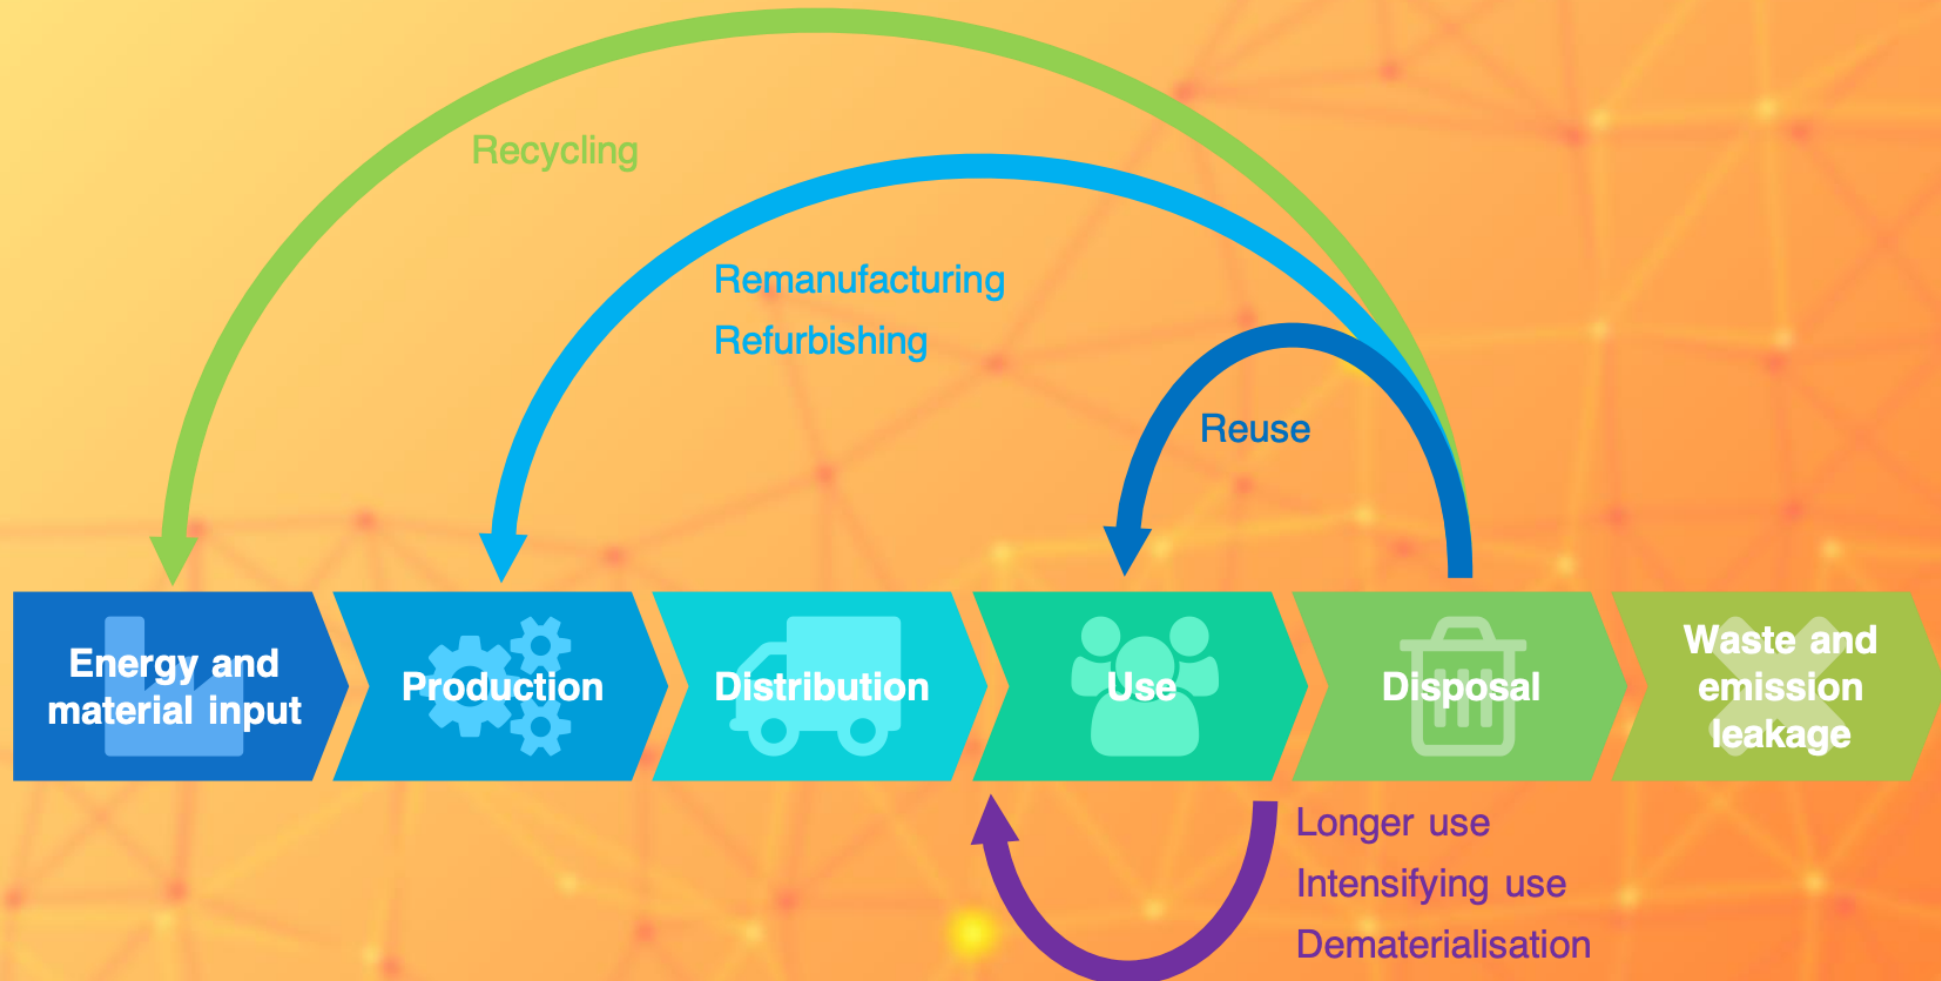 Recycling
Remanufacturing
Refurbishing
Reuse
Energy and
material input
Production
Distribution
Use
Disposal
Waste and
emission
leakage
Longer use
Intensifying use
Dematerialisation